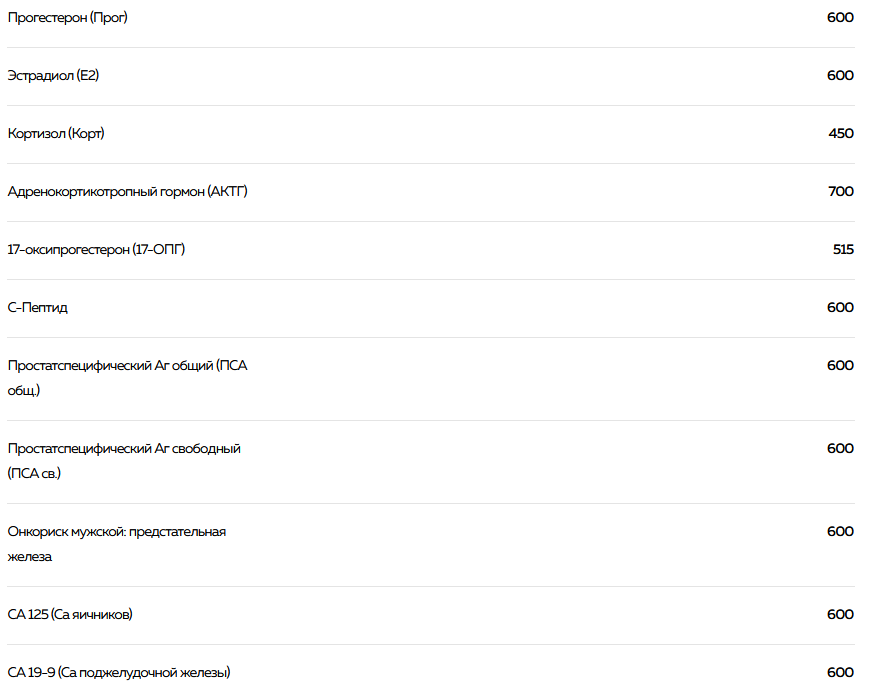 Прогестерон (Прог) 600
Эстрадиол (Е2) 600
Кортизол (Корт) 450
Адренокортикотропный гормон (АКТГ) 700
17-оксипрогестерон (17-ОПГ) 515
С-Пептид 600
Простатспецифический Аг общий (ПСА 600
общ.)
Простатспецифический Аг свободный 600
(ПСА св.)
Онкориск мужской: предстательная 600
железа
СА 125 (Са яичников) 600
СА 19-9 (Са поджелудочной железы) 600